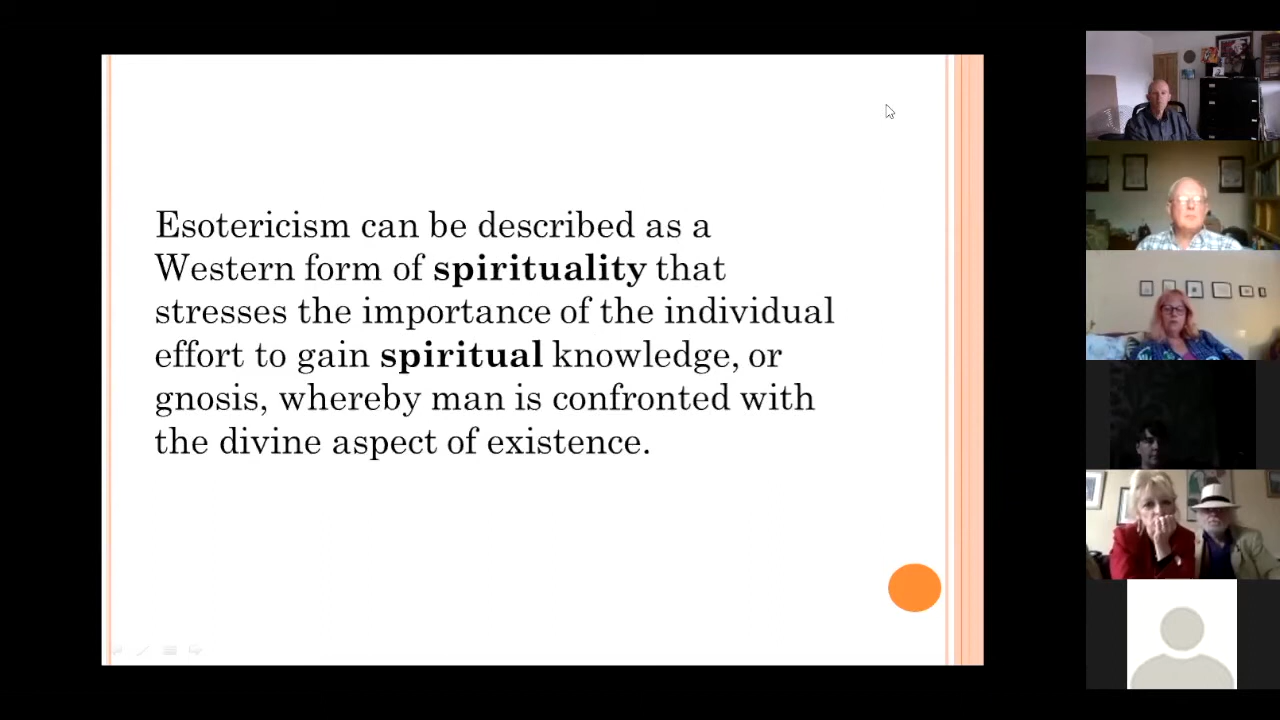 Esotericism can be described as a
Western form of spirituality that
stresses the importance of the individual
effort to gain spiritual knowledge, or
gnosis, whereby man is confronted with
the divine aspect of existence.